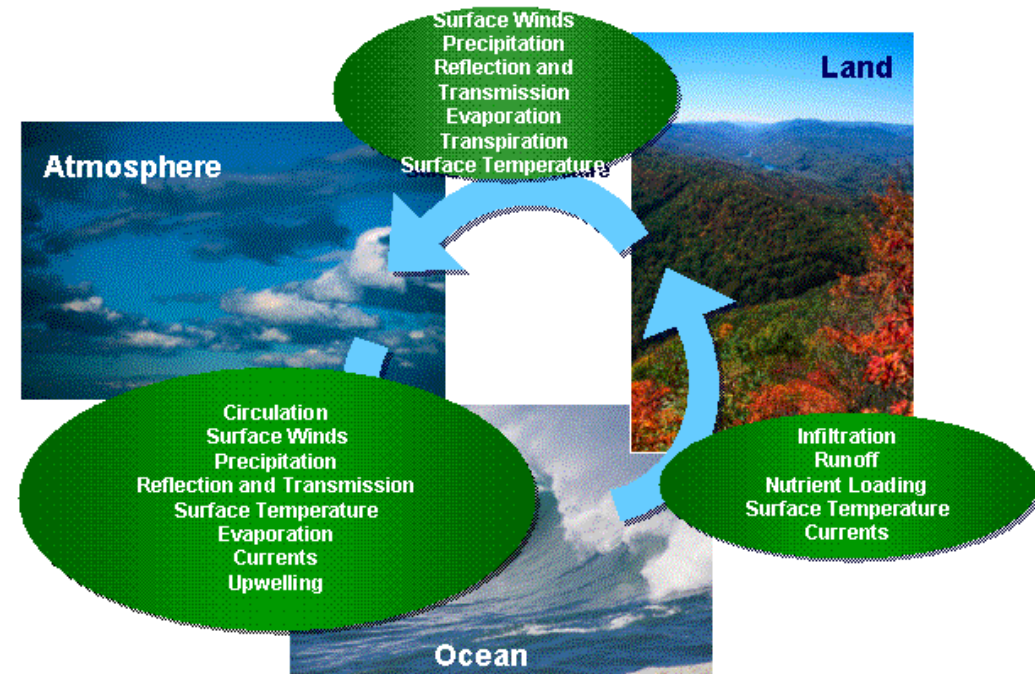 Surface Winds
Precipitation
Reflection and
Transmission
Evaporation
Transpiration
Surface Temperature
Land
Atmosphere
Circulation
Surface Winds
Precipitation
Reflection and Transmission
Surface Temperature
Evaporation
Currents
Upwelling
Infiltration
Runoff
Nutrient Loading
Surface Temperature
Currents
Ocean